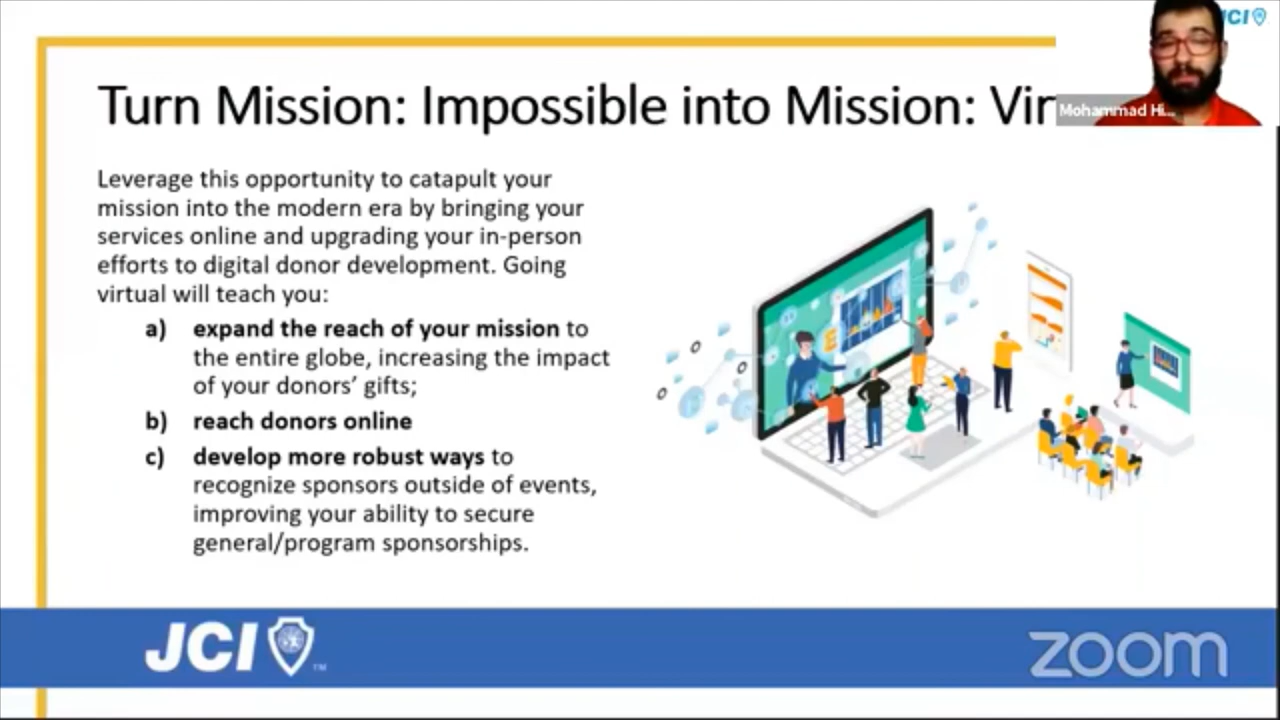 JCI
Turn Mission: Impossible into Mission: Vir
Mohammad Hi...
Leverage this opportunity to catapult your
mission into the modern era by bringing your
services online and upgrading your in-person
efforts to digital donor development. Going
virtual will teach you:
a) expand the reach of your mission to
the entire globe, increasing the impact
of your donors’ gifts;
b) reach donors online
c) develop more robust ways to
recognize sponsors outside of events,
improving your ability to secure
general/program sponsorships.
E
JCI
TM
zoom